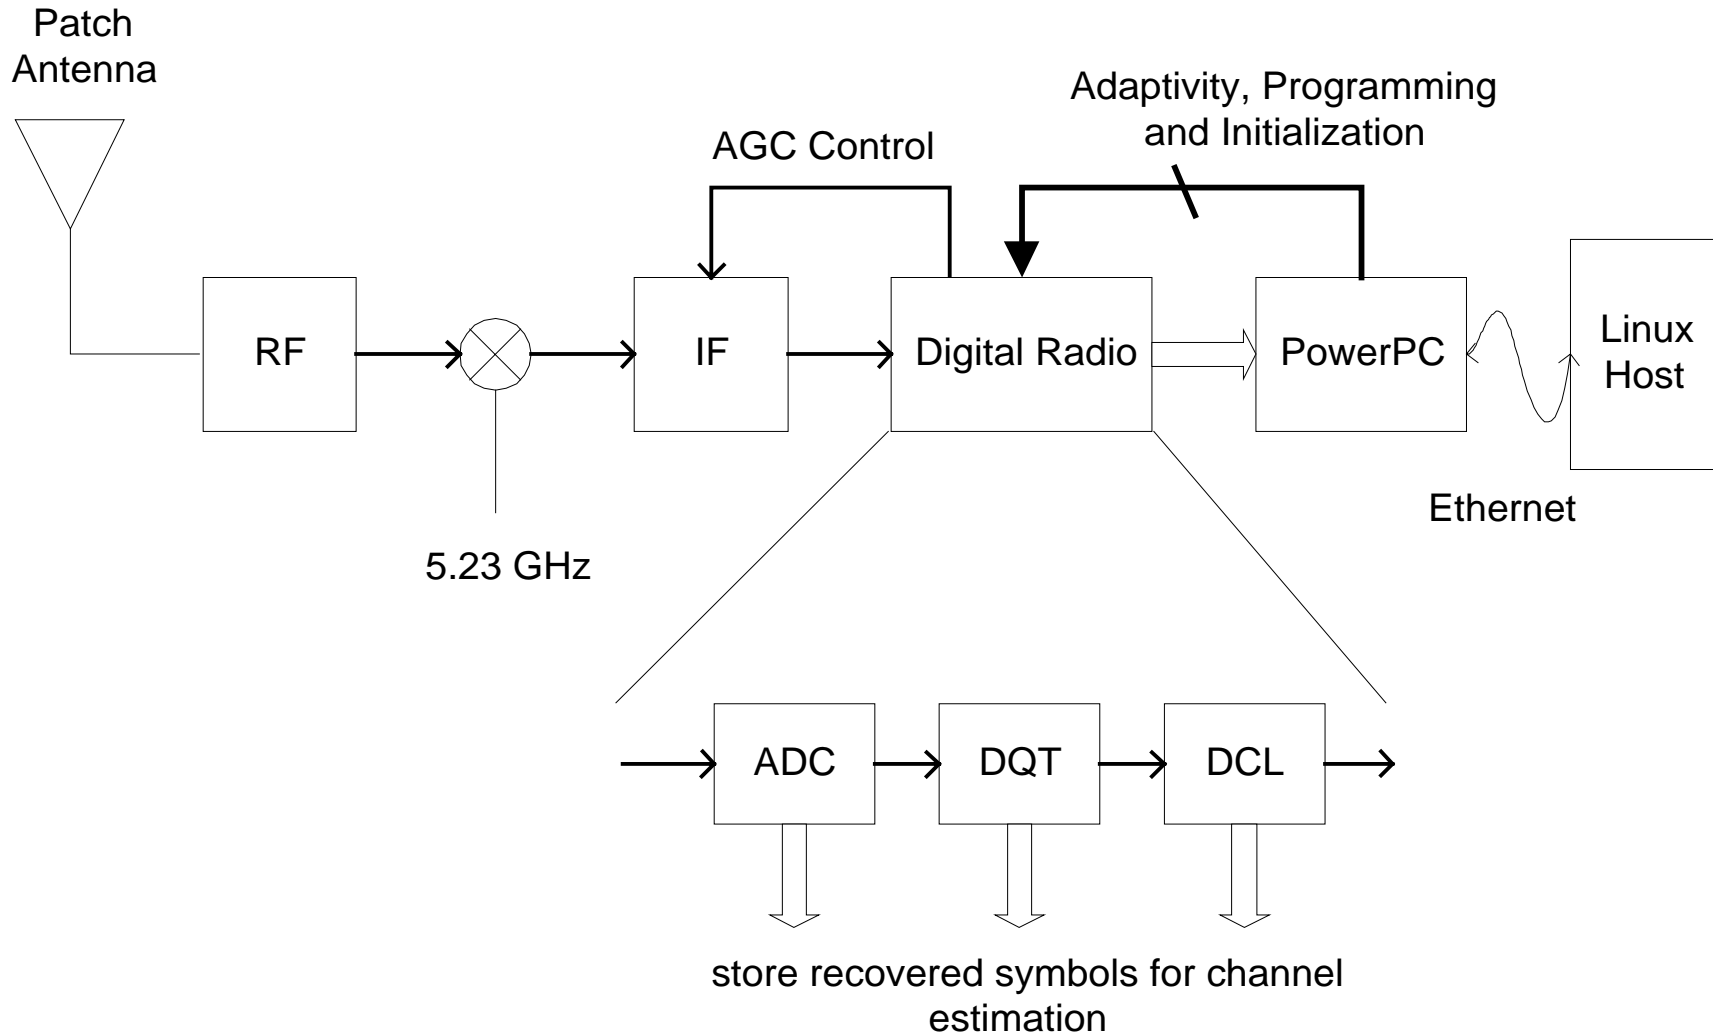 Patch
Antenna
Adaptivity, Programming
and Initialization
AGC Control
RF
IF
Digital Radio
PowerPC
Linux
Host
Ethernet
5.23 GHz
ADC
DQT
DCL
store recovered symbols for channel
estimation